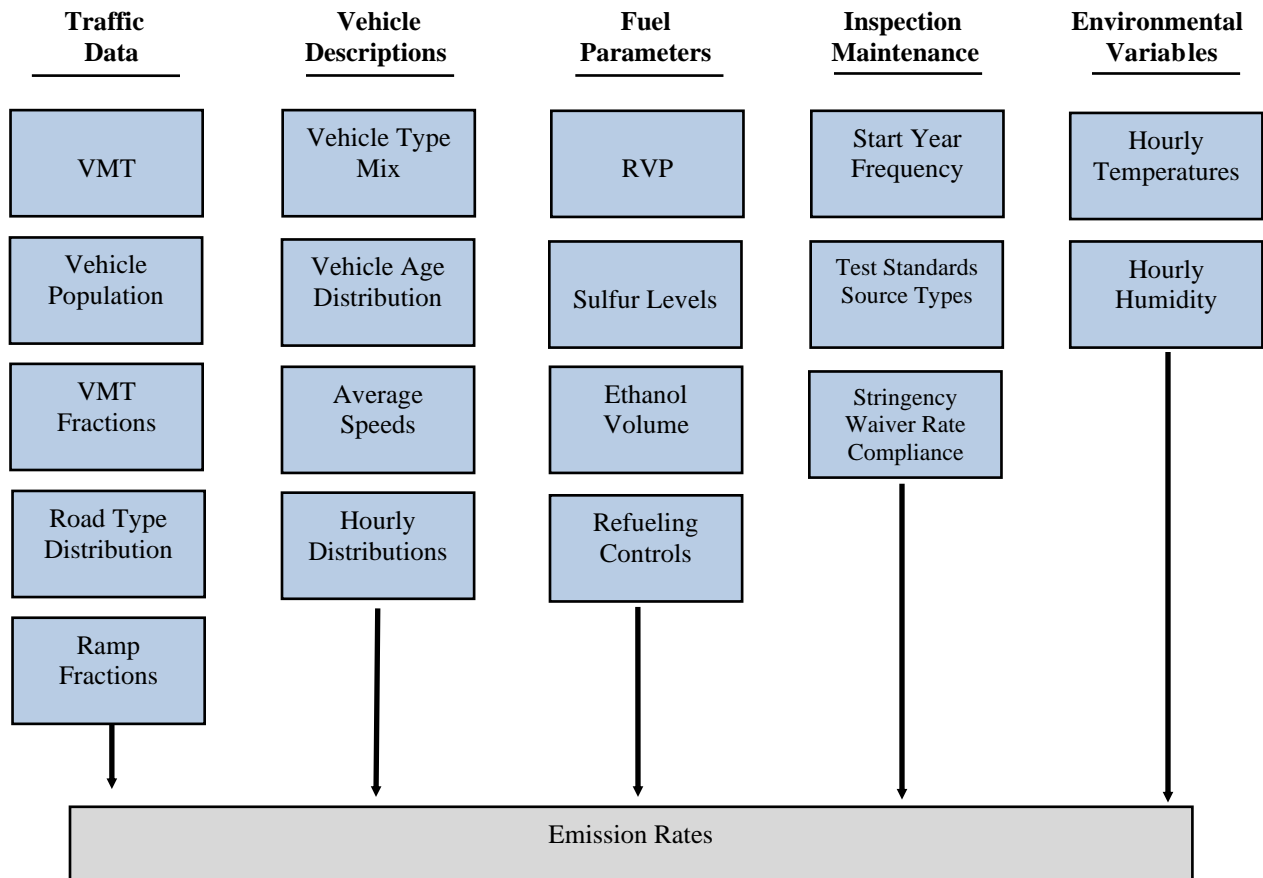 Traffic
Data
Vehicle
Descriptions
Fuel
Parameters
Inspection
Maintenance
Environmental
Variables
VMT
Vehicle
Population
VMT
Fractions
Road Type
Distribution
Ramp
Fractions
Vehicle Type
Mix
Vehicle Age
Distribution
Average
Speeds
Hourly
Distributions
RVP
Sulfur Levels
Ethanol
Volume
Refueling
Controls
Start Year
Frequency
Test Standards
Source Types
Stringency
Waiver Rate
Compliance
Hourly
Temperatures
Hourly
Humidity
Emission Rates